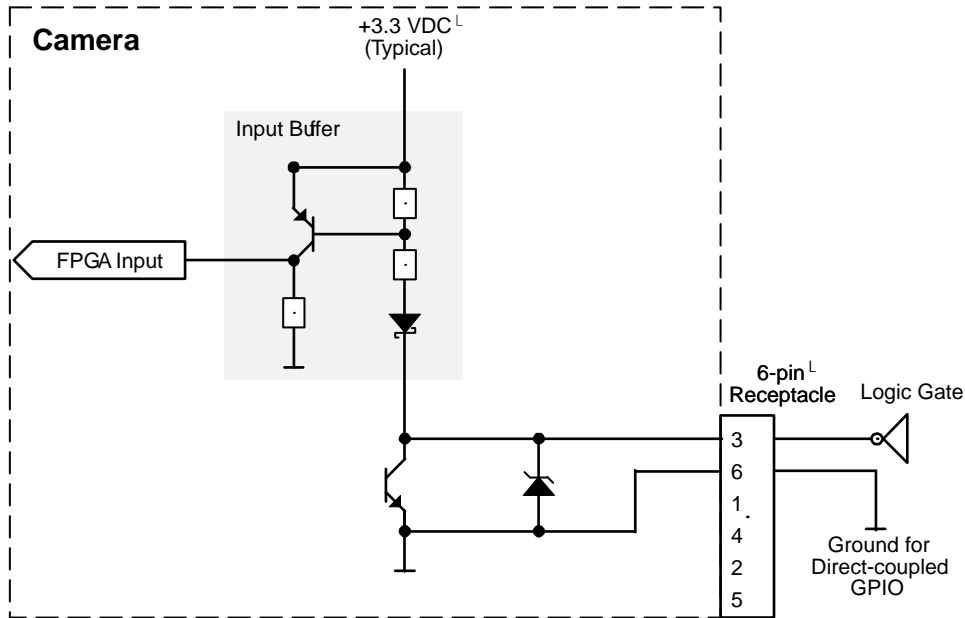 Camera
+3.3 VDC └
(Typical)
Input Buffer
FPGA Input
6-pin └
Receptacle
Logic Gate
3
6
1
4
2
5
Ground for
Direct-coupled
GPIO